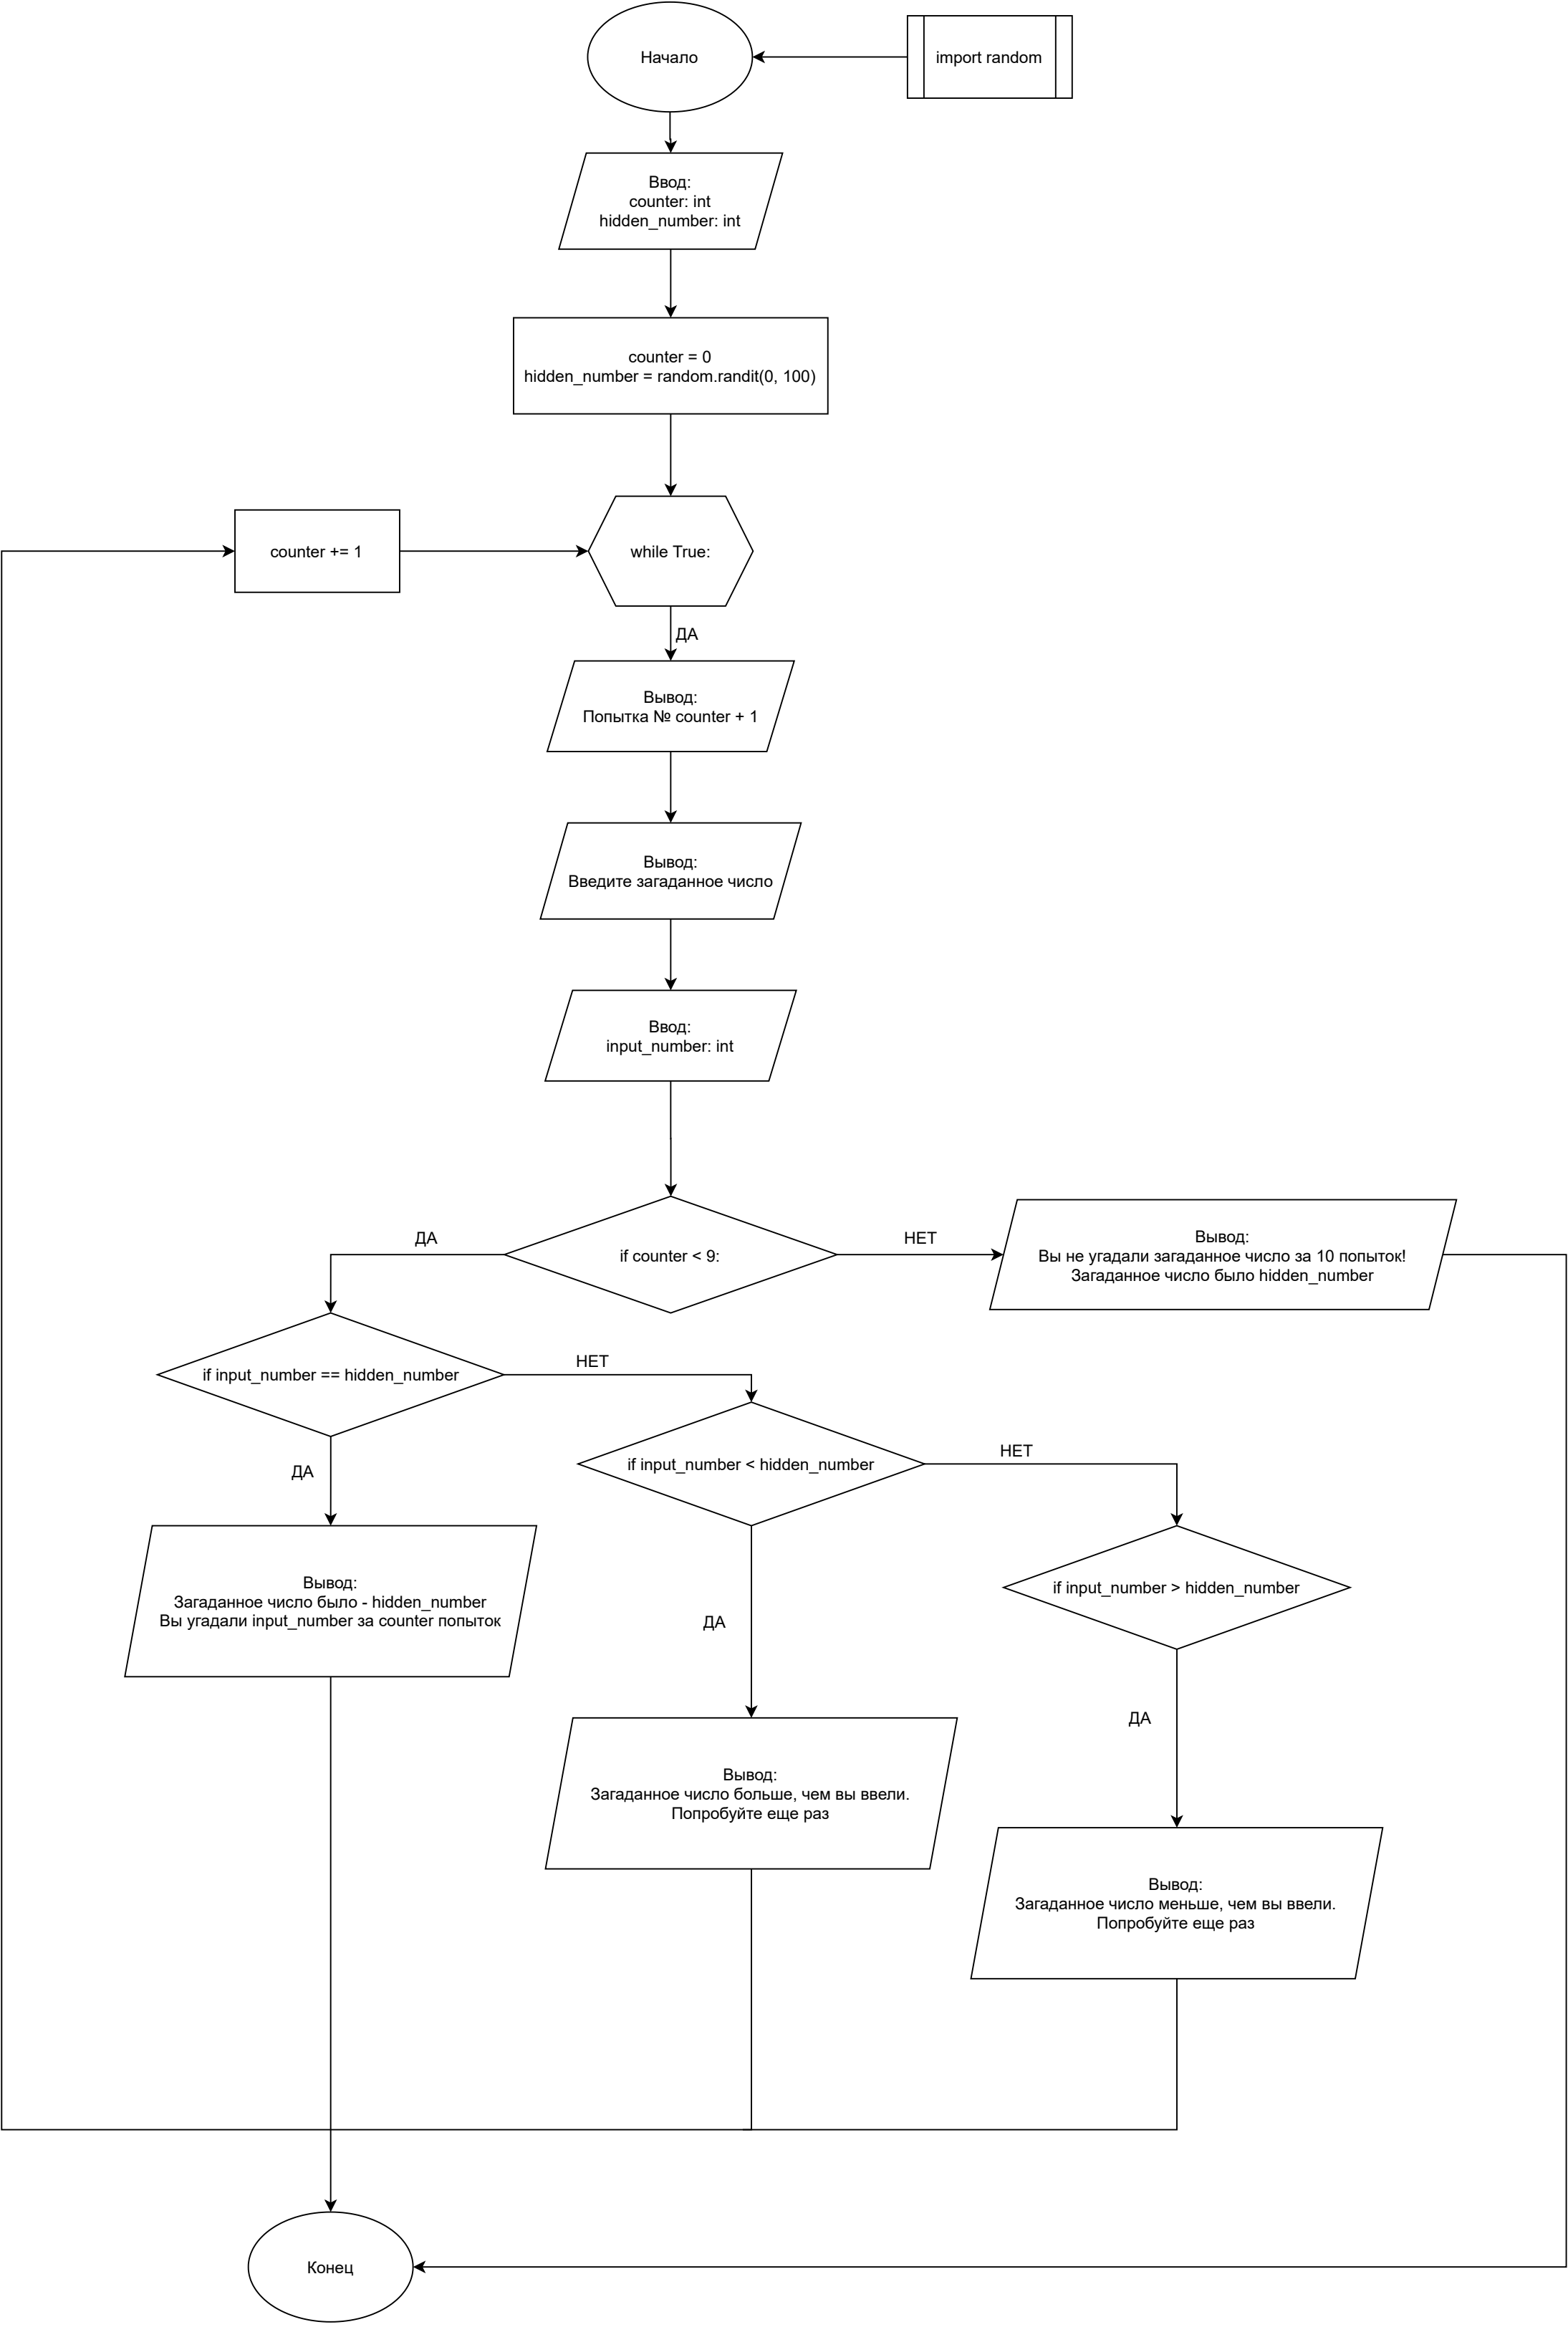 Начало
import random
Ввод:
counter: int
hidden_number: int
counter = 0
hidden_number = random.randit(0, 100)
counter += 1
while True:
ДА
Вывод:
Попытка № counter + 1
Вывод:
Введите загаданное число
Ввод:
input_number: int
if counter < 9:
ДА
НЕТ
Вывод:
Вы не угадали загаданное число за 10 попыток!
Загаданное число было hidden_number
if input_number == hidden_number
НЕТ
ДА
if input_number < hidden_number
НЕТ
ДА
if input_number > hidden_number
ДА
Вывод:
Загаданное число было - hidden_number
Вы угадали input_number за counter попыток
Вывод:
Загаданное число больше, чем вы ввели.
Попробуйте еще раз
Вывод:
Загаданное число меньше, чем вы ввели.
Попробуйте еще раз
Конец